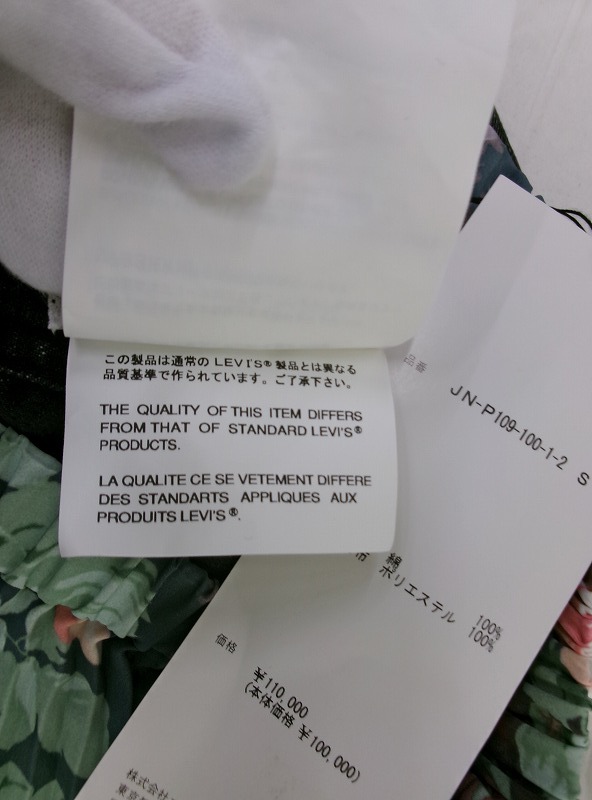 この製品は通常の LEVI'S® 製品とは異なる
品質基準で作られています。ご了承下さい。
THE QUALITY OF THIS ITEM DIFFERS
FROM THAT OF STANDARD LEVI'S®
PRODUCTS.
LA QUALITE CE SE VETEMENT DIFFERE
DES STANDARTS APPLIQUES AUX
PRODUITS LEVI'S®.
品番
JN-P109-100-1-2 S
綿 100%
ポリエステル 100%
価格
¥110,000
(本体価格 ¥100,000)
株式会社
東京